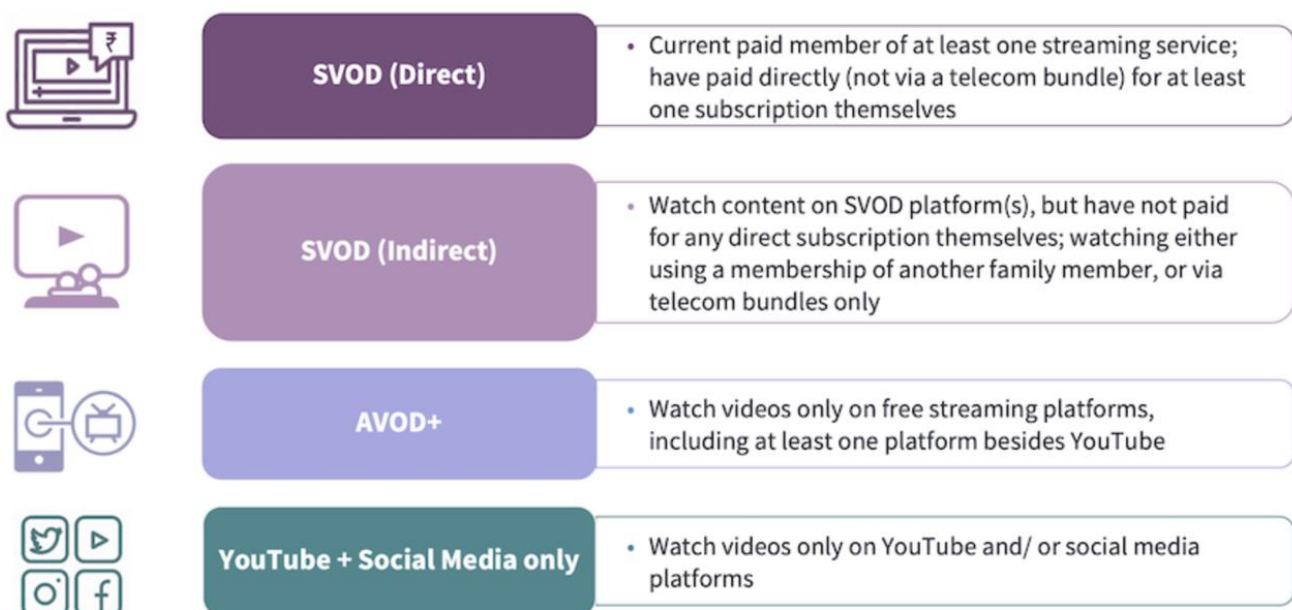 ₹
SVOD (Direct)
• Current paid member of at least one streaming service;
have paid directly (not via a telecom bundle) for at least
one subscription themselves
SVOD (Indirect)
• Watch content on SVOD platform(s), but have not paid
for any direct subscription themselves; watching either
using a membership of another family member, or via
telecom bundles only
AVOD+
• Watch videos only on free streaming platforms,
including at least one platform besides YouTube
YouTube + Social Media only
• Watch videos only on YouTube and/ or social media
platforms